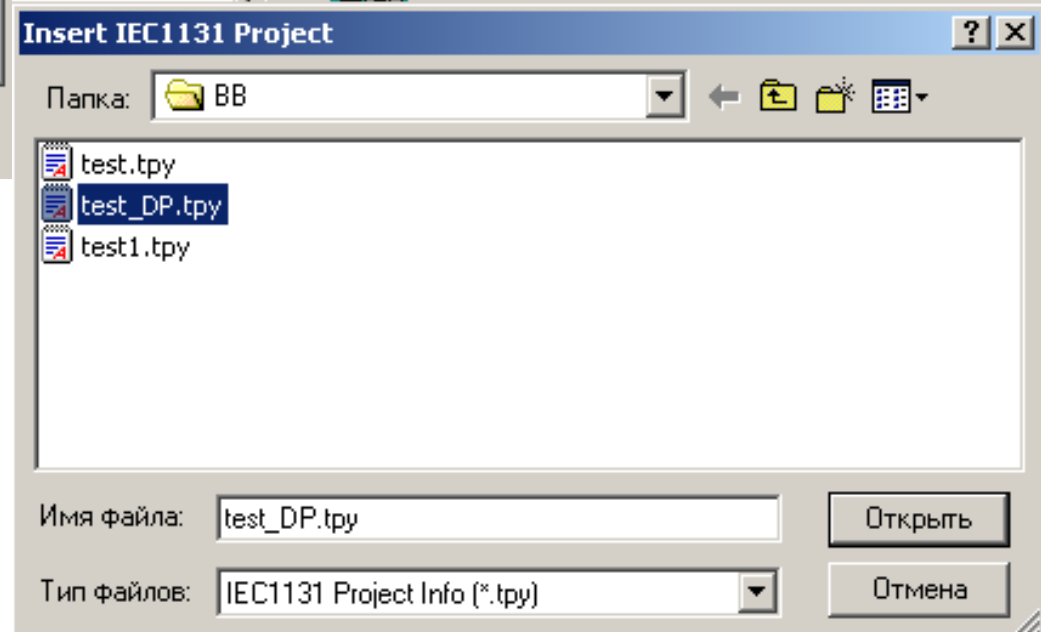 Insert IEC1131 Project
Папка: BB
test.tpy
test_DP.tpy
test1.tpy
Имя файла: test_DP.tpy Открыть
Тип файлов: IEC1131 Project Info (*.tpy) Отмена